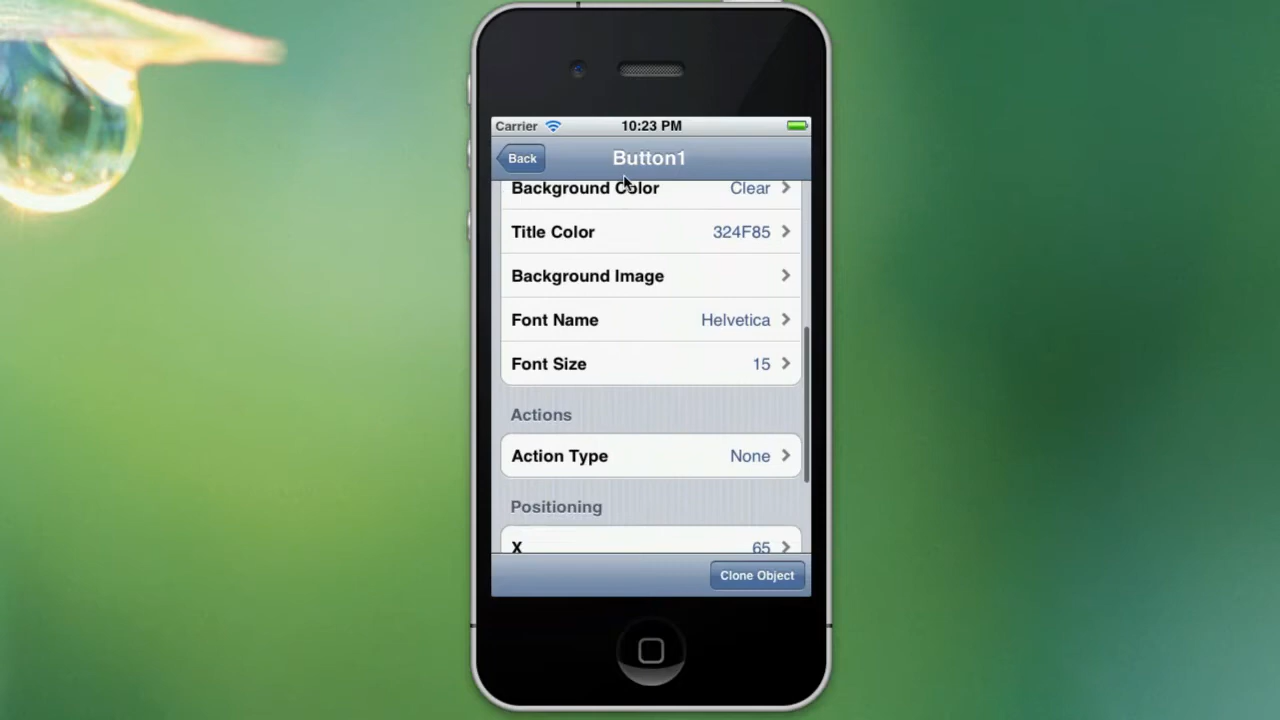 Carrier 10:23 PM
Back Button1
Background Color Clear
Title Color 324F85
Background Image
Font Name Helvetica
Font Size 15
Actions
Action Type None
Positioning
X 65
Clone Object